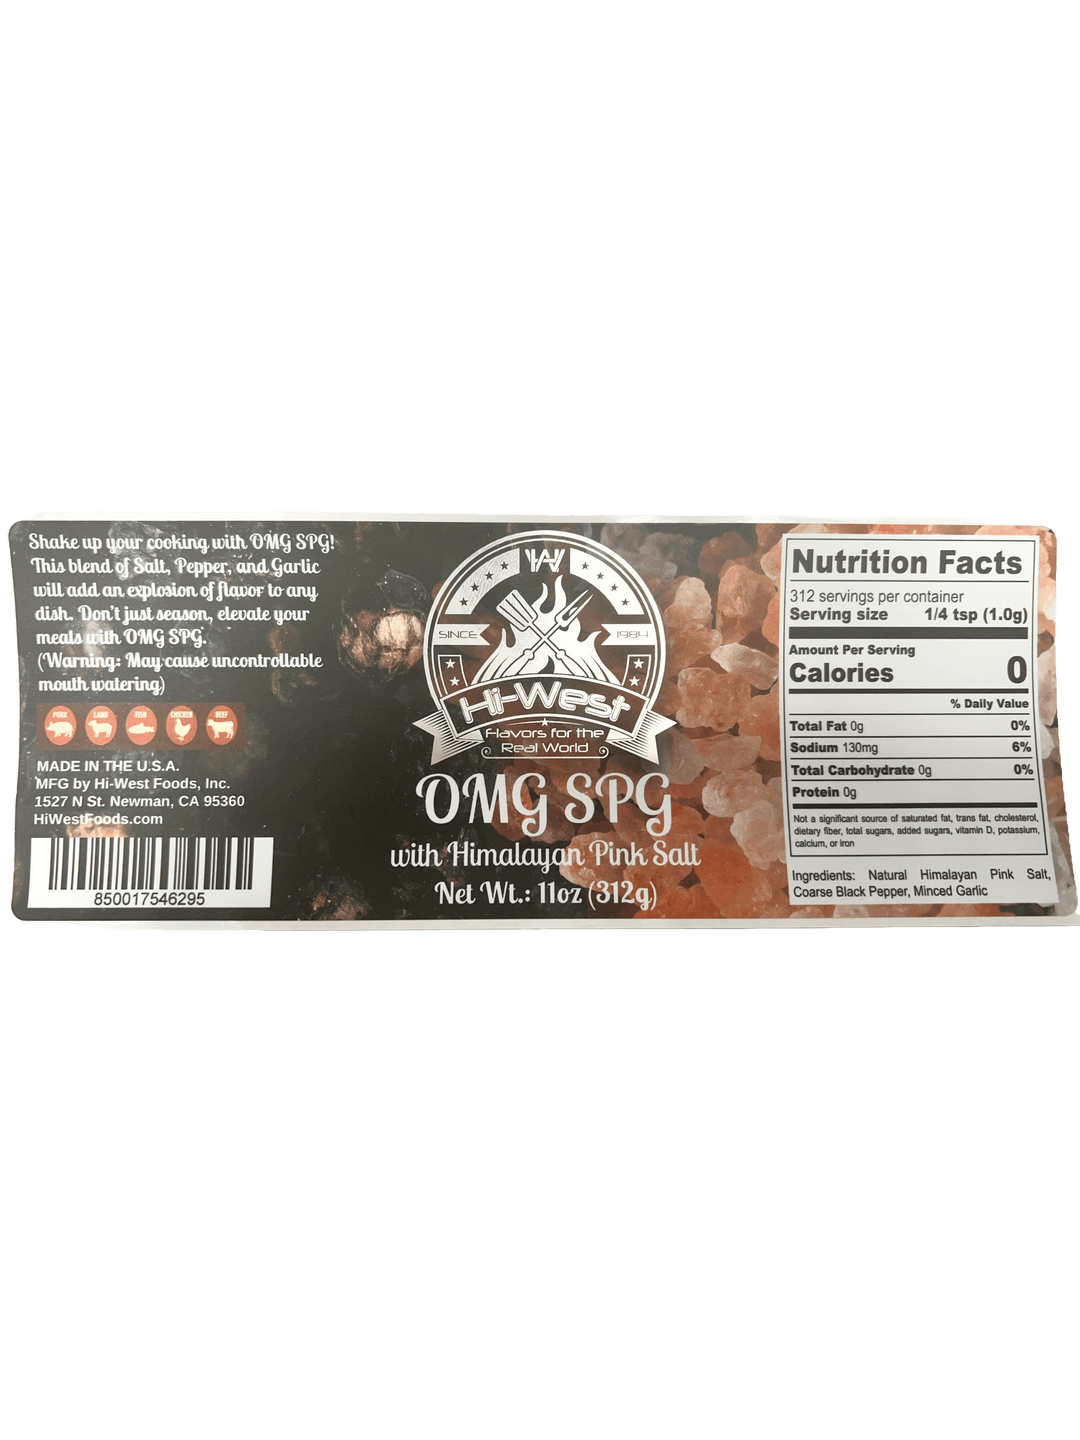 Shake up your cooking with OMG SPG!
This blend of Salt, Pepper, and Garlic
will add an explosion of flavor to any
dish. Don't just season, elevate your
meals with OMG SPG.
(Warning: May cause uncontrollable
mouth watering)
PORK LAMB FISH CHICKEN BEEF
MADE IN THE U.S.A.
MFG by Hi-West Foods, Inc.
1527 N St. Newman, CA 95360
HiWestFoods.com
850017546295
HW
SINCE 1984
Hi-West
Flavors for the
Real World
OMG SPG
with Himalayan Pink Salt
Net Wt.: 11oz (312g)
Nutrition Facts
312 servings per container
Serving size 1/4 tsp (1.0g)
Amount Per Serving
Calories 0
% Daily Value
Total Fat 0g 0%
Sodium 130mg 6%
Total Carbohydrate 0g 0%
Protein 0g
Not a significant source of saturated fat, trans fat, cholesterol,
dietary fiber, total sugars, added sugars, vitamin D, potassium,
calcium, or iron
Ingredients: Natural Himalayan Pink Salt,
Coarse Black Pepper, Minced Garlic